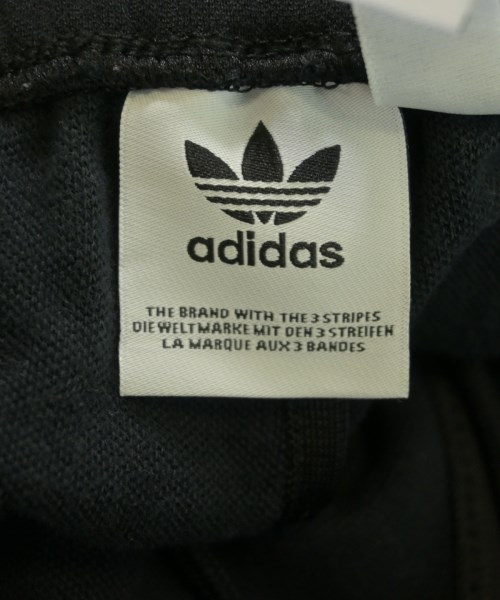 adidas
THE BRAND WITH THE 3 STRIPES
DIE WELTMARKE MIT DEN 3 STREIFEN
LA MARQUE AUX 3 BANDES